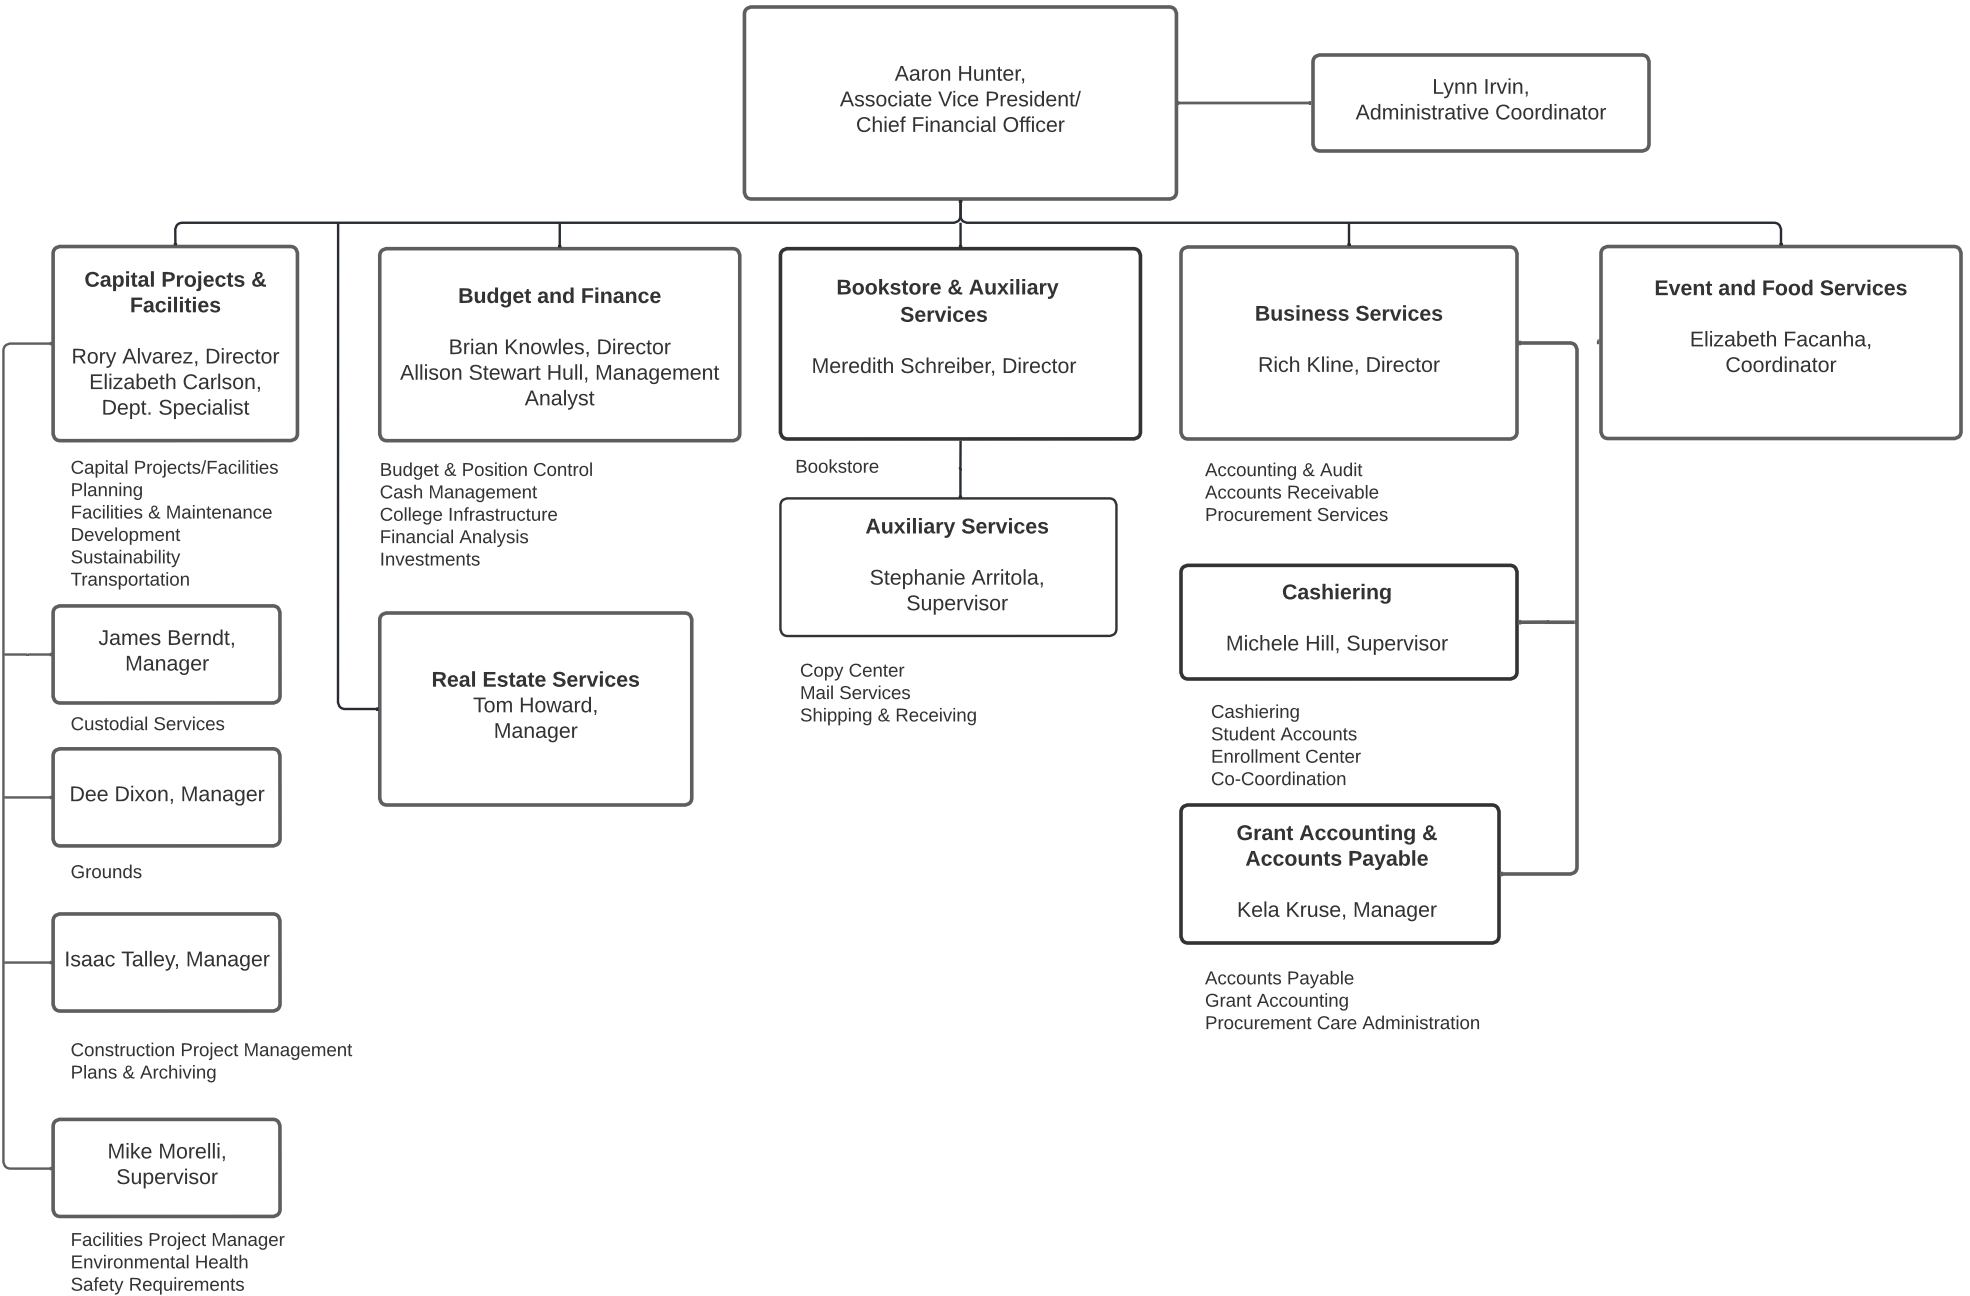 Aaron Hunter,
Associate Vice President/
Chief Financial Officer
Lynn Irvin,
Administrative Coordinator
Capital Projects &
Facilities
Rory Alvarez, Director
Elizabeth Carlson,
Dept. Specialist
Capital Projects/Facilities
Planning
Facilities & Maintenance
Development
Sustainability
Transportation
James Berndt,
Manager
Custodial Services
Dee Dixon, Manager
Grounds
Isaac Talley, Manager
Construction Project Management
Plans & Archiving
Mike Morelli,
Supervisor
Facilities Project Manager
Environmental Health
Safety Requirements
Budget and Finance
Brian Knowles, Director
Allison Stewart Hull, Management
Analyst
Budget & Position Control
Cash Management
College Infrastructure
Financial Analysis
Investments
Real Estate Services
Tom Howard,
Manager
Bookstore & Auxiliary
Services
Meredith Schreiber, Director
Bookstore
Auxiliary Services
Stephanie Arritola,
Supervisor
Copy Center
Mail Services
Shipping & Receiving
Business Services
Rich Kline, Director
Accounting & Audit
Accounts Receivable
Procurement Services
Cashiering
Michele Hill, Supervisor
Cashiering
Student Accounts
Enrollment Center
Co-Coordination
Grant Accounting &
Accounts Payable
Kela Kruse, Manager
Accounts Payable
Grant Accounting
Procurement Care Administration
Event and Food Services
Elizabeth Facanha,
Coordinator